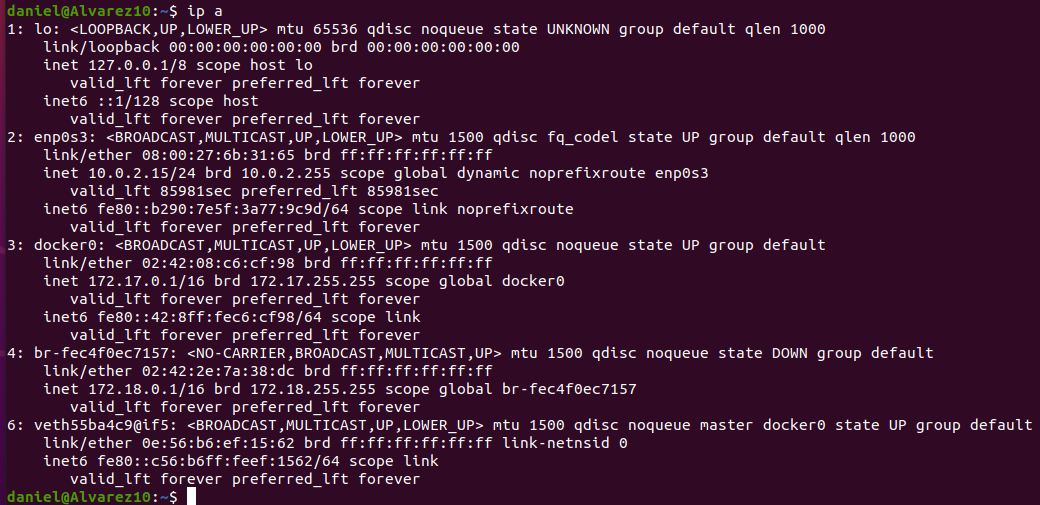 daniel@Alvarez10:~$ ip a
1: lo: <LOOPBACK,UP,LOWER_UP> mtu 65536 qdisc noqueue state UNKNOWN group default qlen 1000
    link/loopback 00:00:00:00:00:00 brd 00:00:00:00:00:00
    inet 127.0.0.1/8 scope host lo
       valid_lft forever preferred_lft forever
    inet6 ::1/128 scope host
       valid_lft forever preferred_lft forever
2: enp0s3: <BROADCAST,MULTICAST,UP,LOWER_UP> mtu 1500 qdisc fq_codel state UP group default qlen 1000
    link/ether 08:00:27:6b:31:65 brd ff:ff:ff:ff:ff:ff
    inet 10.0.2.15/24 brd 10.0.2.255 scope global dynamic noprefixroute enp0s3
       valid_lft 85981sec preferred_lft 85981sec
    inet6 fe80::b290:7e5f:3a77:9c9d/64 scope link noprefixroute
       valid_lft forever preferred_lft forever
3: docker0: <BROADCAST,MULTICAST,UP,LOWER_UP> mtu 1500 qdisc noqueue state UP group default
    link/ether 02:42:08:c6:cf:98 brd ff:ff:ff:ff:ff:ff
    inet 172.17.0.1/16 brd 172.17.255.255 scope global docker0
       valid_lft forever preferred_lft forever
    inet6 fe80::42:8ff:fec6:cf98/64 scope link
       valid_lft forever preferred_lft forever
4: br-fec4f0ec7157: <NO-CARRIER,BROADCAST,MULTICAST,UP> mtu 1500 qdisc noqueue state DOWN group default
    link/ether 02:42:2e:7a:38:dc brd ff:ff:ff:ff:ff:ff
    inet 172.18.0.1/16 brd 172.18.255.255 scope global br-fec4f0ec7157
       valid_lft forever preferred_lft forever
6: veth55ba4c9@if5: <BROADCAST,MULTICAST,UP,LOWER_UP> mtu 1500 qdisc noqueue master docker0 state UP group default
    link/ether 0e:56:b6:ef:15:62 brd ff:ff:ff:ff:ff:ff link-netnsid 0
    inet6 fe80::c56:b6ff:feef:1562/64 scope link
       valid_lft forever preferred_lft forever
daniel@Alvarez10:~$